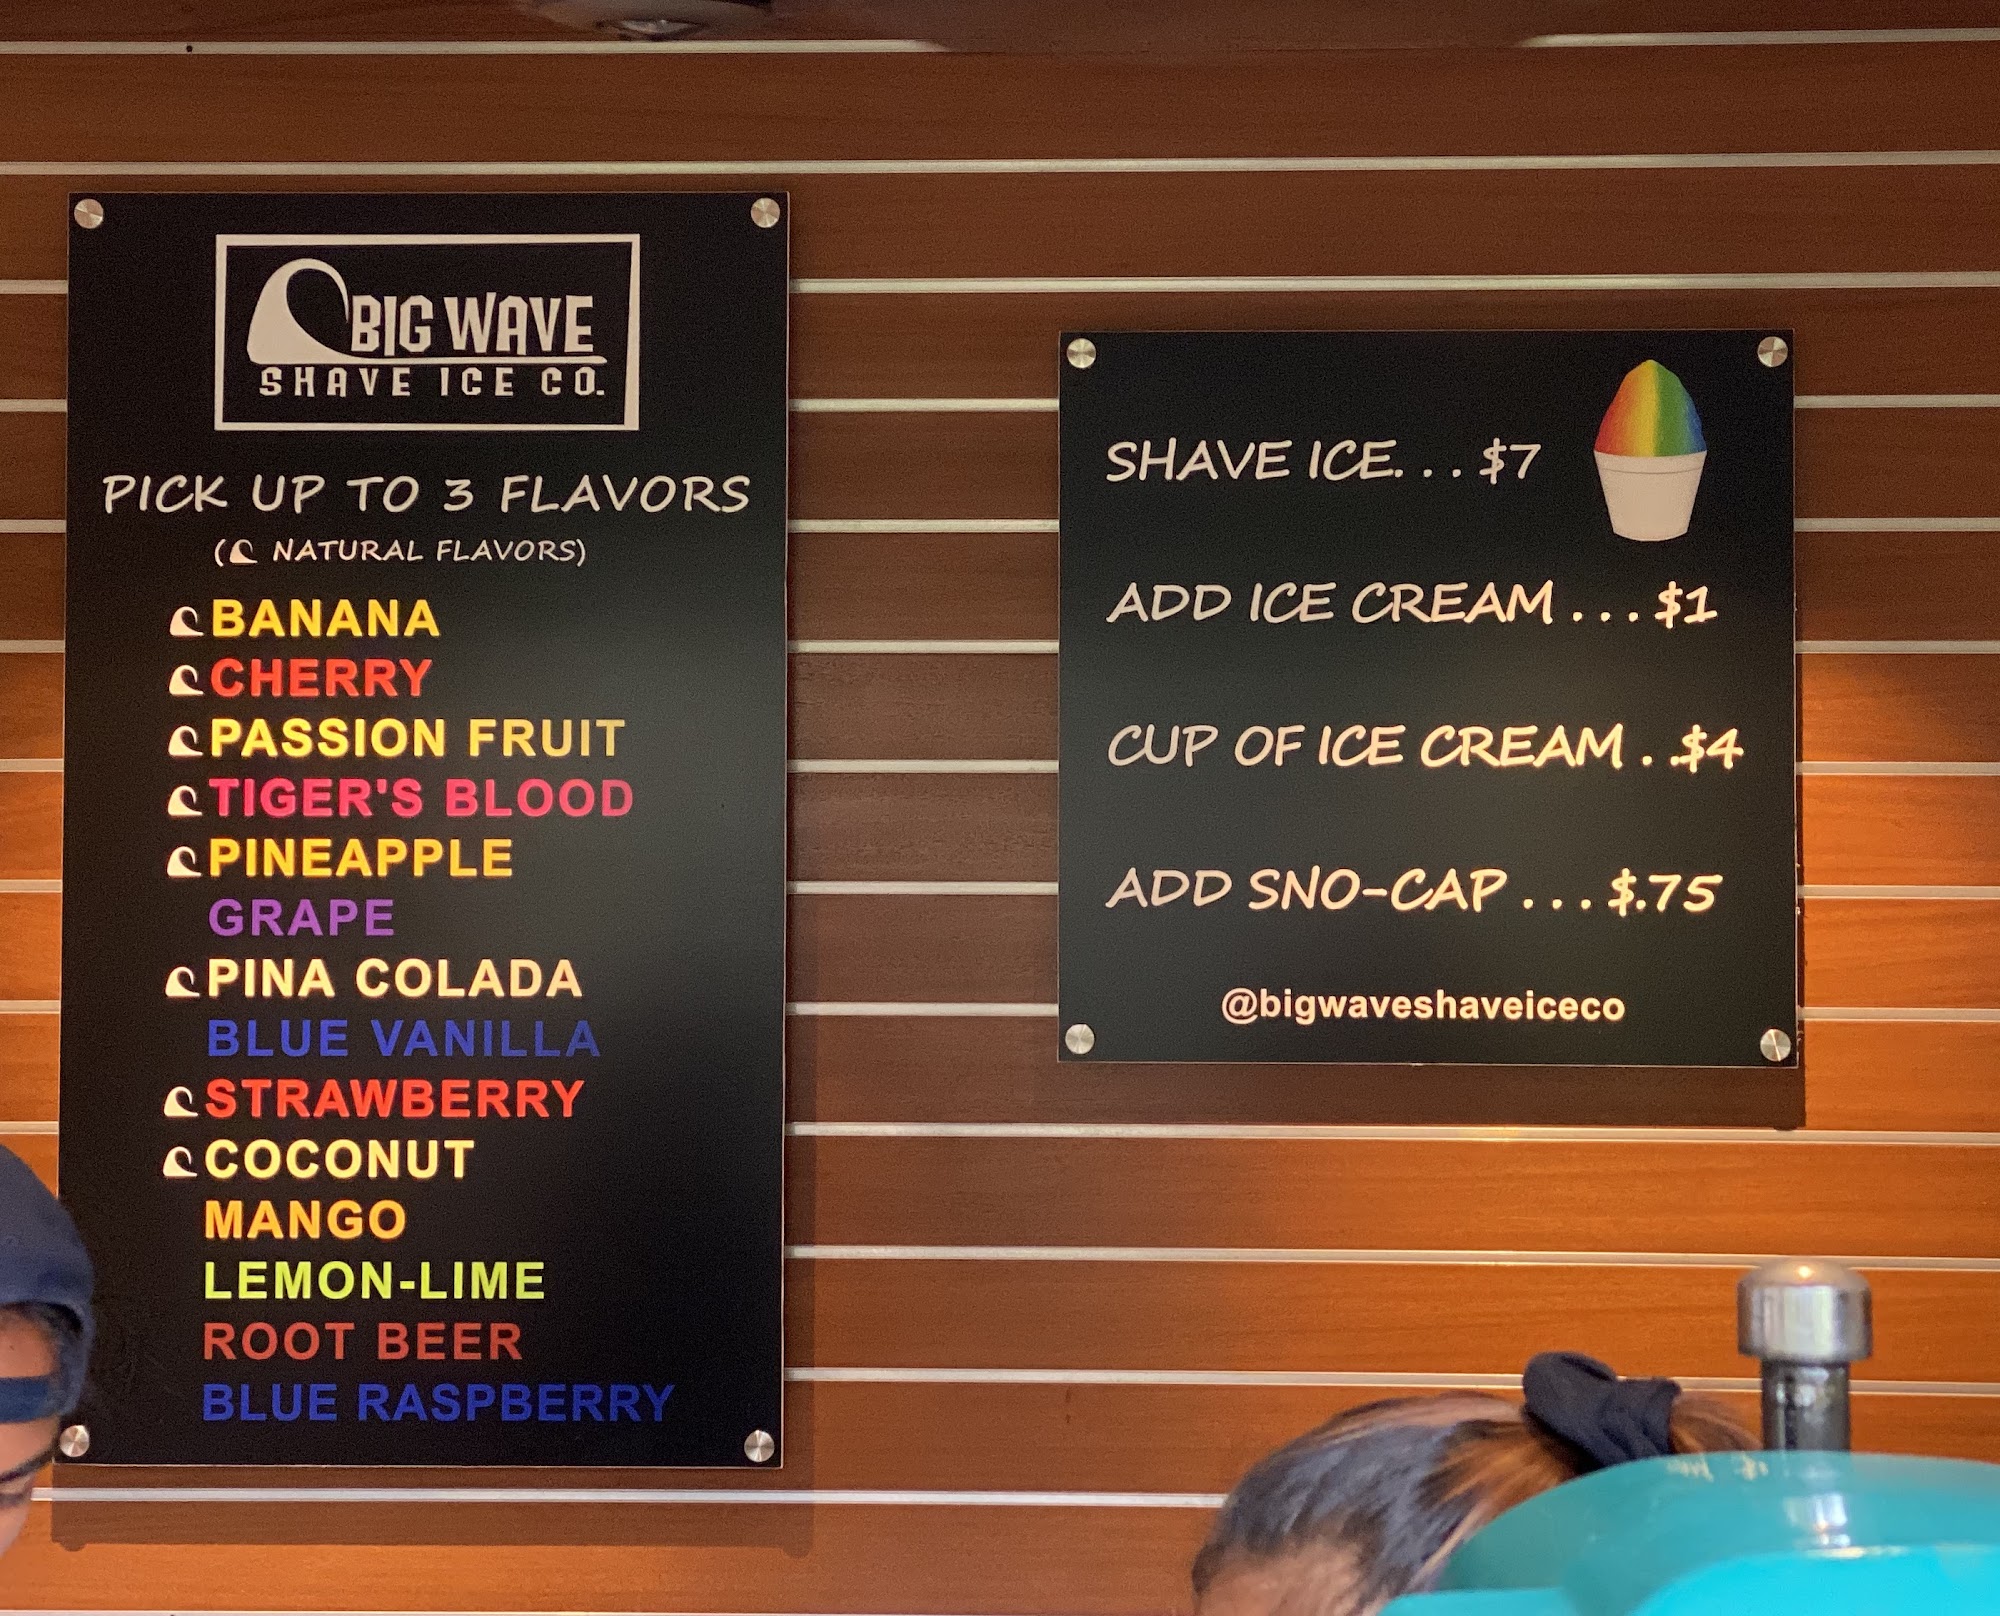 BIG WAVE
SHAVE ICE CO.
PICK UP TO 3 FLAVORS
( NATURAL FLAVORS)
BANANA
CHERRY
PASSION FRUIT
TIGER'S BLOOD
PINEAPPLE
GRAPE
PINA COLADA
BLUE VANILLA
STRAWBERRY
COCONUT
MANGO
LEMON-LIME
ROOT BEER
BLUE RASPBERRY
SHAVE ICE. . . $7
ADD ICE CREAM . . . $1
CUP OF ICE CREAM . . $4
ADD SNO-CAP . . . $.75
@bigwaveshaveiceco